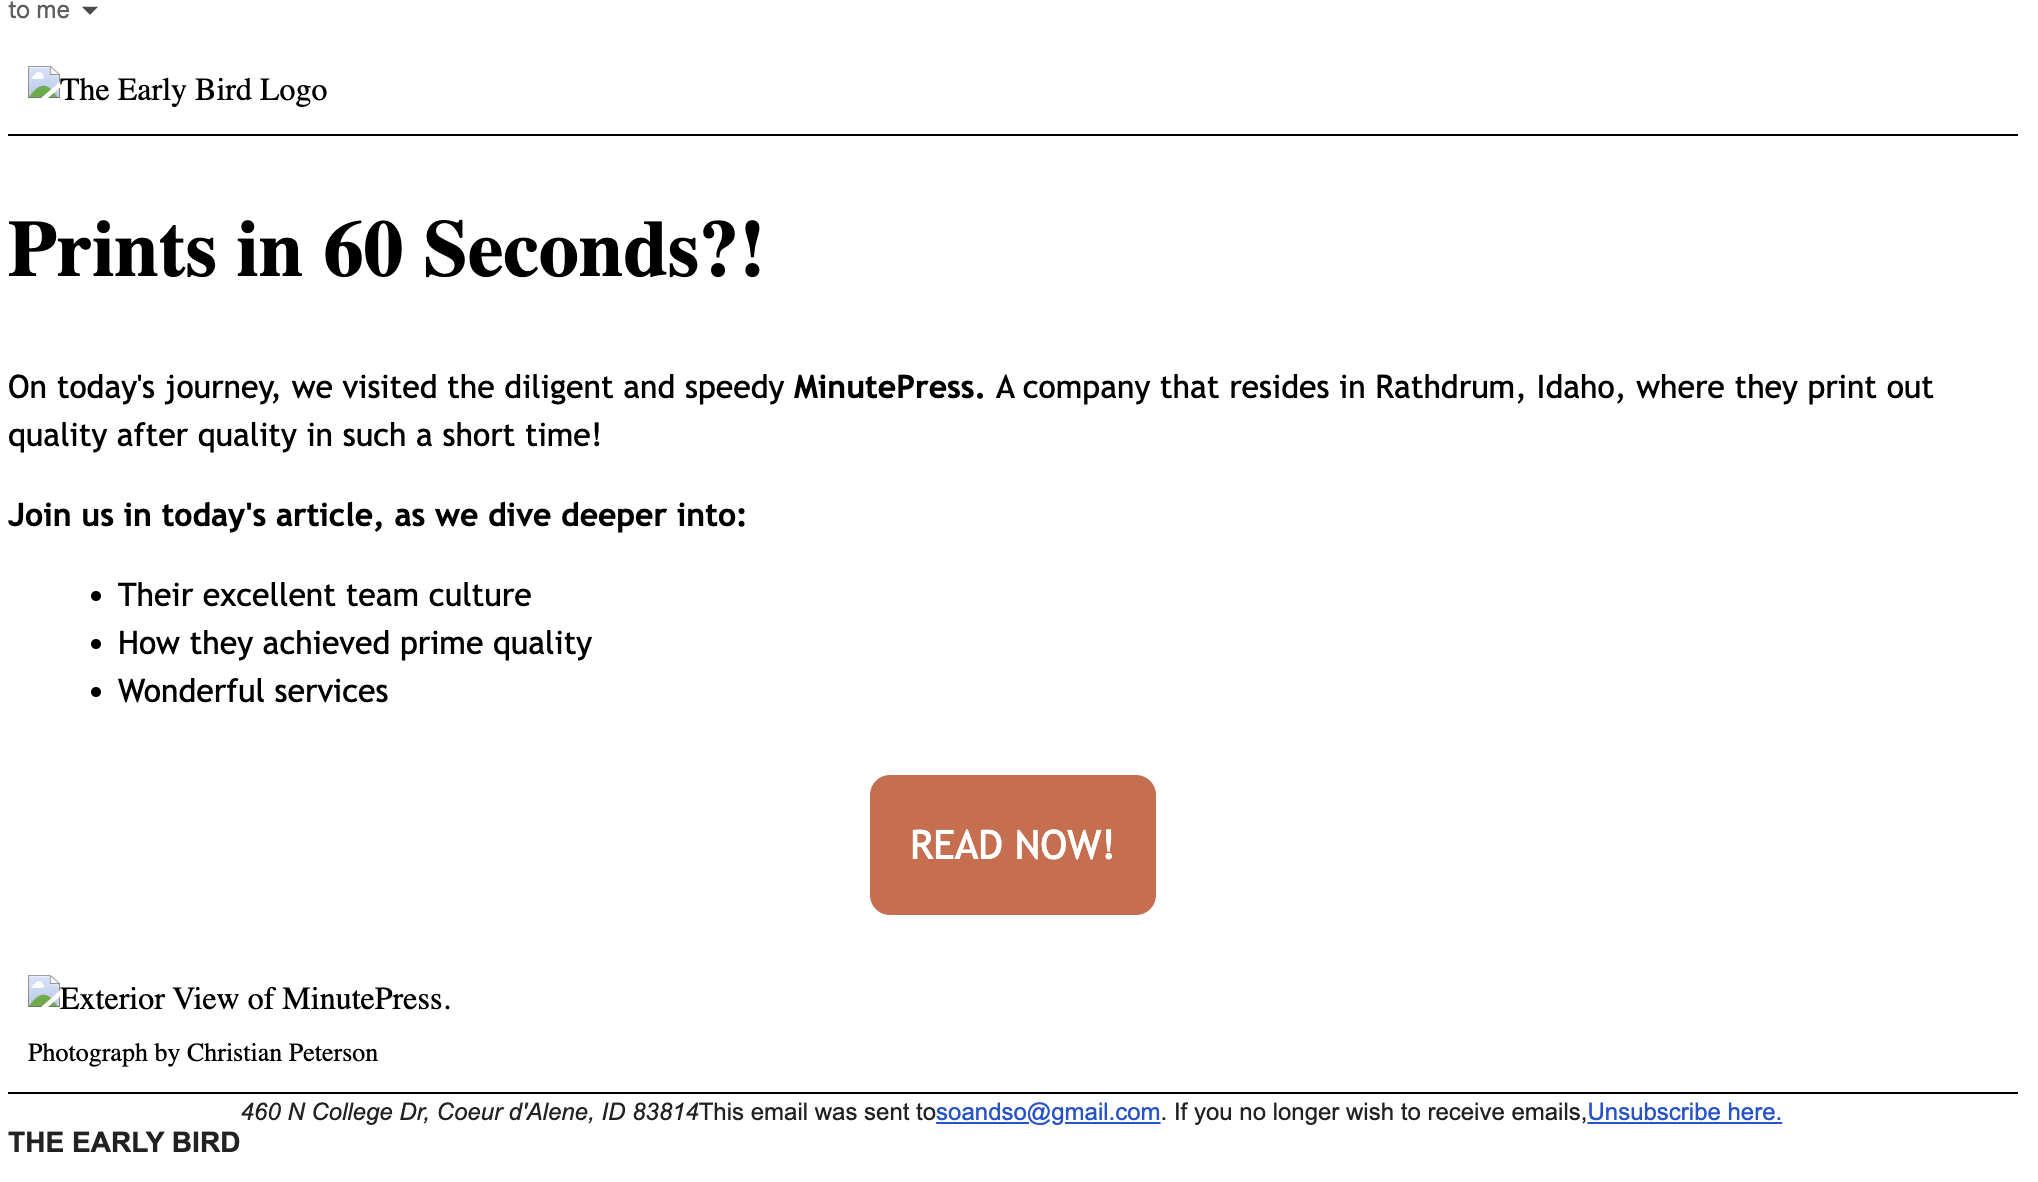 to me
The Early Bird Logo
Prints in 60 Seconds?!
On today's journey, we visited the diligent and speedy MinutePress. A company that resides in Rathdrum, Idaho, where they print out
quality after quality in such a short time!
Join us in today's article, as we dive deeper into:
• Their excellent team culture
• How they achieved prime quality
• Wonderful services
READ NOW!
Exterior View of MinutePress.
Photograph by Christian Peterson
460 N College Dr, Coeur d'Alene, ID 83814This email was sent tosoandso@gmail.com. If you no longer wish to receive emails,Unsubscribe here.
THE EARLY BIRD